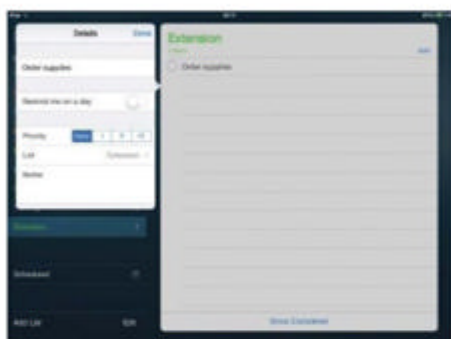 Details Done
Order supplies
Remind me on a day
Priority None ! !! !!!
List Extension
Notes
Extension
Scheduled
Add List Edit
Extension
Edit
Order supplies
Show Completed